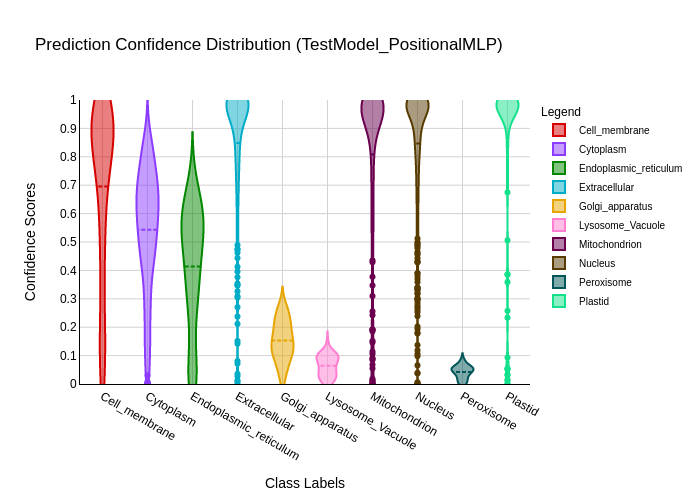 Prediction Confidence Distribution (TestModel_PositionalMLP)
Confidence Scores
1
0.9
0.8
0.7
0.6
0.5
0.4
0.3
0.2
0.1
0
Cell_membrane
Cytoplasm
Endoplasmic_reticulum
Extracellular
Golgi_apparatus
Lysosome_Vacuole
Mitochondrion
Nucleus
Peroxisome
Plastid
Class Labels
Legend
Cell_membrane
Cytoplasm
Endoplasmic_reticulum
Extracellular
Golgi_apparatus
Lysosome_Vacuole
Mitochondrion
Nucleus
Peroxisome
Plastid